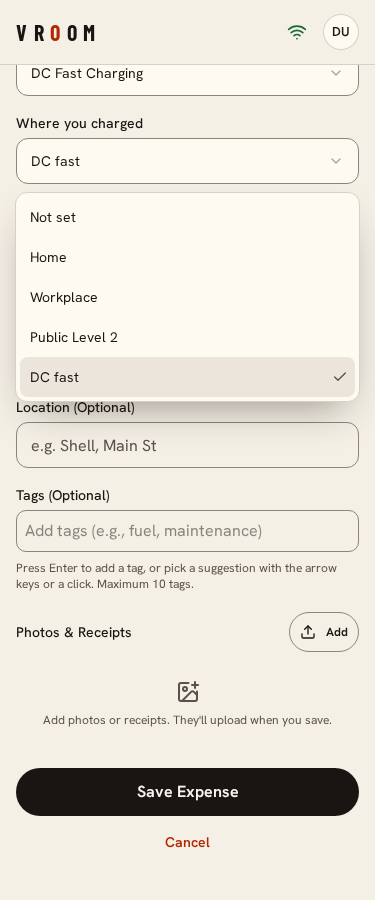 VROOM
DU
DC Fast Charging
Where you charged
DC fast
Not set
Home
Workplace
Public Level 2
DC fast
Location (Optional)
e.g. Shell, Main St
Tags (Optional)
Add tags (e.g., fuel, maintenance)
Press Enter to add a tag, or pick a suggestion with the arrow
keys or a click. Maximum 10 tags.
Photos & Receipts
Add
Add photos or receipts. They'll upload when you save.
Save Expense
Cancel